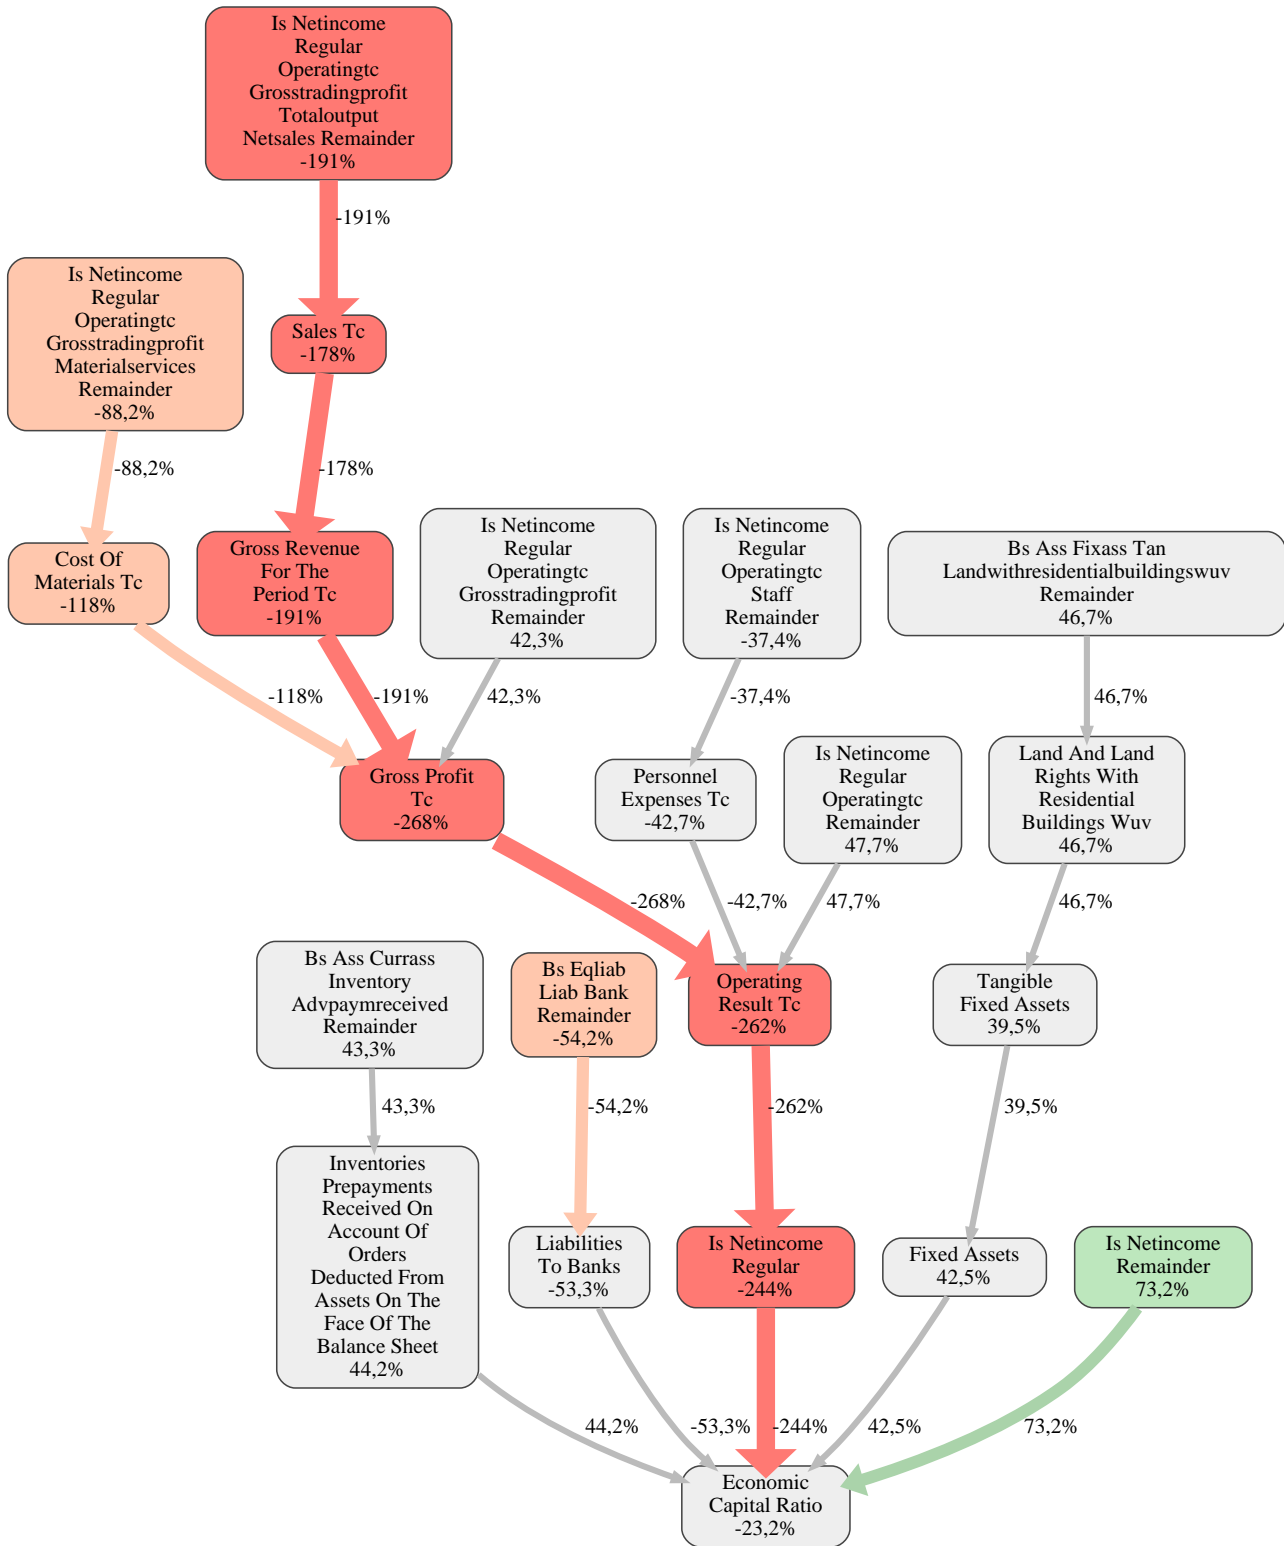 Is Netincome
Regular
Operatingtc
Grosstradingprofit
Totaloutput
Netsales Remainder
-191%
-191%
Is Netincome
Regular
Operatingtc
Grosstradingprofit
Materialservices
Remainder
-88,2%
Sales Tc
-178%
-88,2%
-178%
Cost Of
Materials Tc
-118%
Gross Revenue
For The
Period Tc
-191%
Is Netincome
Regular
Operatingtc
Grosstradingprofit
Remainder
42,3%
Is Netincome
Regular
Operatingtc
Staff
Remainder
-37,4%
Bs Ass Fixass Tan
Landwithresidentialbuildingswuv
Remainder
46,7%
-118%
-191%
42,3%
-37,4%
46,7%
Gross Profit
Tc
-268%
Personnel
Expenses Tc
-42,7%
Is Netincome
Regular
Operatingtc
Remainder
47,7%
Land And Land
Rights With
Residential
Buildings Wuv
46,7%
-268%
-42,7%
47,7%
46,7%
Bs Ass Currass
Inventory
Advpaymreceived
Remainder
43,3%
Bs Eqliab
Liab Bank
Remainder
-54,2%
Operating
Result Tc
-262%
Tangible
Fixed Assets
39,5%
43,3%
-54,2%
-262%
39,5%
Inventories
Prepayments
Received On
Account Of
Orders
Deducted From
Assets On The
Face Of The
Balance Sheet
44,2%
Liabilities
To Banks
-53,3%
Is Netincome
Regular
-244%
Fixed Assets
42,5%
Is Netincome
Remainder
73,2%
44,2%
-53,3%
-244%
42,5%
73,2%
Economic
Capital Ratio
-23,2%